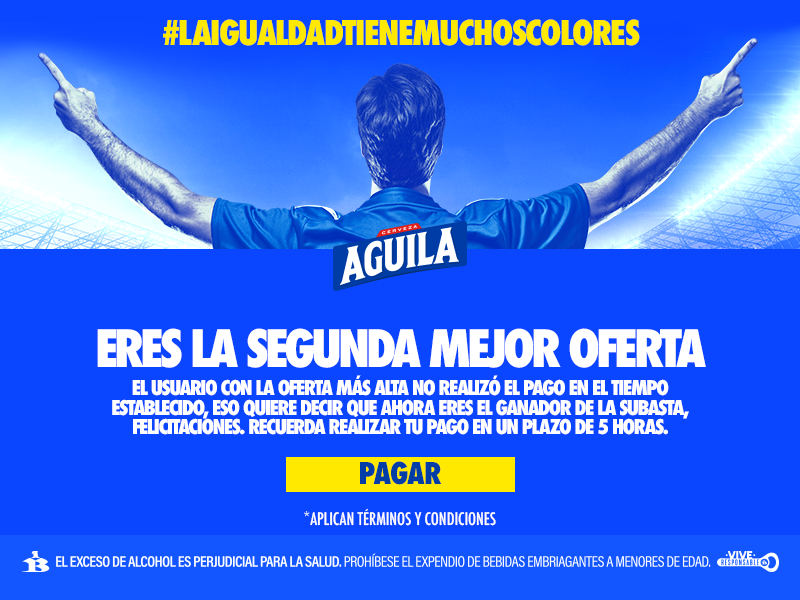 #LAIGUALDADTIENEMUCHOSCOLORES
CERVEZA
AGUILA
ERES LA SEGUNDA MEJOR OFERTA
EL USUARIO CON LA OFERTA MÁS ALTA NO REALIZÓ EL PAGO EN EL TIEMPO
ESTABLECIDO, ESO QUIERE DECIR QUE AHORA ERES EL GANADOR DE LA SUBASTA,
FELICITACIONES. RECUERDA REALIZAR TU PAGO EN UN PLAZO DE 5 HORAS.
PAGAR
*APLICAN TÉRMINOS Y CONDICIONES
EL EXCESO DE ALCOHOL ES PERJUDICIAL PARA LA SALUD. PROHÍBESE EL EXPENDIO DE BEBIDAS EMBRIAGANTES A MENORES DE EDAD.
·VIVE·
RESPONSABLE